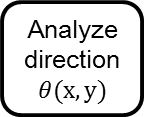 Analyze
direction
θ(x,y)